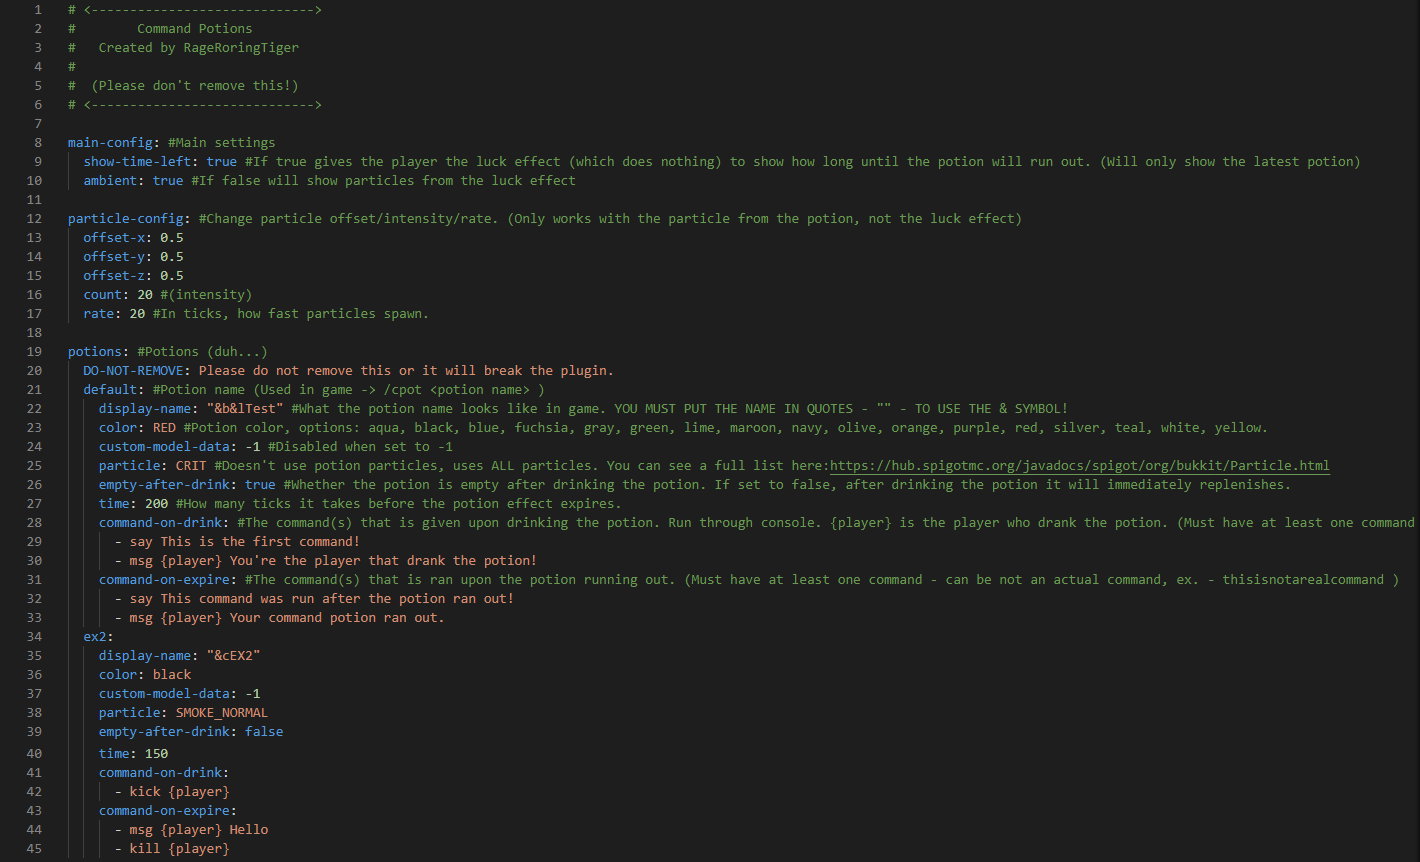 1 # <----------------------------->
2 #        Command Potions
3 #   Created by RageRoringTiger
4 #
5 #  (Please don't remove this!)
6 # <----------------------------->
7
8 main-config: #Main settings
9   show-time-left: true #If true gives the player the luck effect (which does nothing) to show how long until the potion will run out. (Will only show the latest potion)
10   ambient: true #If false will show particles from the luck effect
11
12 particle-config: #Change particle offset/intensity/rate. (Only works with the particle from the potion, not the luck effect)
13   offset-x: 0.5
14   offset-y: 0.5
15   offset-z: 0.5
16   count: 20 #(intensity)
17   rate: 20 #In ticks, how fast particles spawn.
18
19 potions: #Potions (duh...)
20   DO-NOT-REMOVE: Please do not remove this or it will break the plugin.
21   default: #Potion name (Used in game -> /cpot <potion name> )
22     display-name: "&b&lTest" #What the potion name looks like in game. YOU MUST PUT THE NAME IN QUOTES - "" - TO USE THE & SYMBOL!
23     color: RED #Potion color, options: aqua, black, blue, fuchsia, gray, green, lime, maroon, navy, olive, orange, purple, red, silver, teal, white, yellow.
24     custom-model-data: -1 #Disabled when set to -1
25     particle: CRIT #Doesn't use potion particles, uses ALL particles. You can see a full list here:https://hub.spigotmc.org/javadocs/spigot/org/bukkit/Particle.html
26     empty-after-drink: true #Whether the potion is empty after drinking the potion. If set to false, after drinking the potion it will immediately replenishes.
27     time: 200 #How many ticks it takes before the potion effect expires.
28     command-on-drink: #The command(s) that is given upon drinking the potion. Run through console. {player} is the player who drank the potion. (Must have at least one command
29       - say This is the first command!
30       - msg {player} You're the player that drank the potion!
31     command-on-expire: #The command(s) that is ran upon the potion running out. (Must have at least one command - can be not an actual command, ex. - thisisnotarealcommand )
32       - say This command was run after the potion ran out!
33       - msg {player} Your command potion ran out.
34   ex2:
35     display-name: "&cEX2"
36     color: black
37     custom-model-data: -1
38     particle: SMOKE_NORMAL
39     empty-after-drink: false
40     time: 150
41     command-on-drink:
42       - kick {player}
43     command-on-expire:
44       - msg {player} Hello
45       - kill {player}